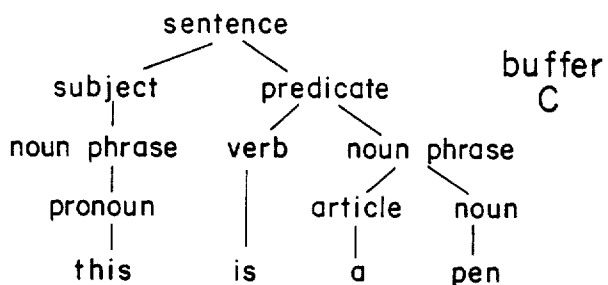 sentence
subject predicate
buffer
C
noun phrase verb noun phrase
pronoun article noun
this is a pen